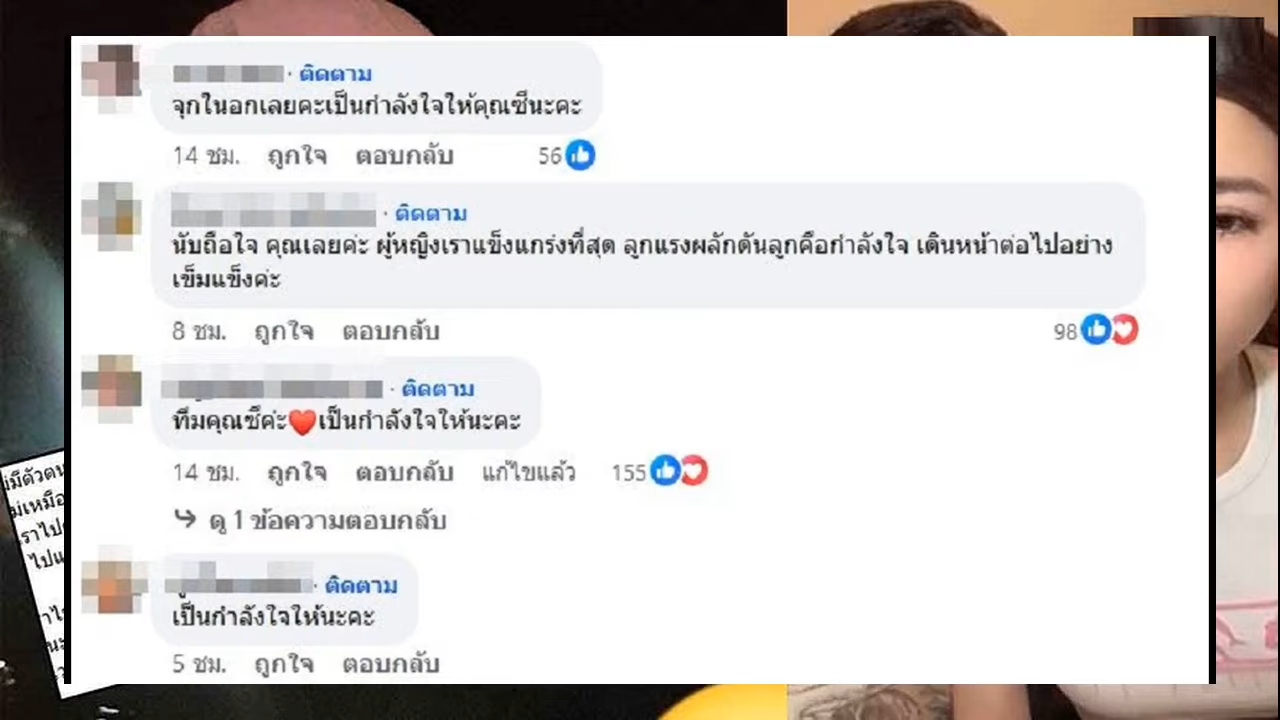 ติดตาม
จุกในอกเลยคะเป็นกำลังใจให้คุณซีนะคะ
14 ชม. ถูกใจ ตอบกลับ 56
· ติดตาม
นับถือใจ คุณเลยค่ะ ผู้หญิงเราแข็งแกร่งที่สุด ลูกแรงผลักดันลูกคือกำลังใจ เดินหน้าต่อไปอย่าง
เข็มแข็งค่ะ
8 ชม. ถูกใจ ตอบกลับ 98
· ติดตาม
ทีมคุณซี๊ค่ะ❤️เป็นกำลังใจให้นะคะ
14 ชม. ถูกใจ ตอบกลับ แก้ไขแล้ว 155
ดู 1 ข้อความตอบกลับ
· ติดตาม
เป็นกำลังใจให้นะคะ
5 ชม. ถูกใจ ตอบกลับ